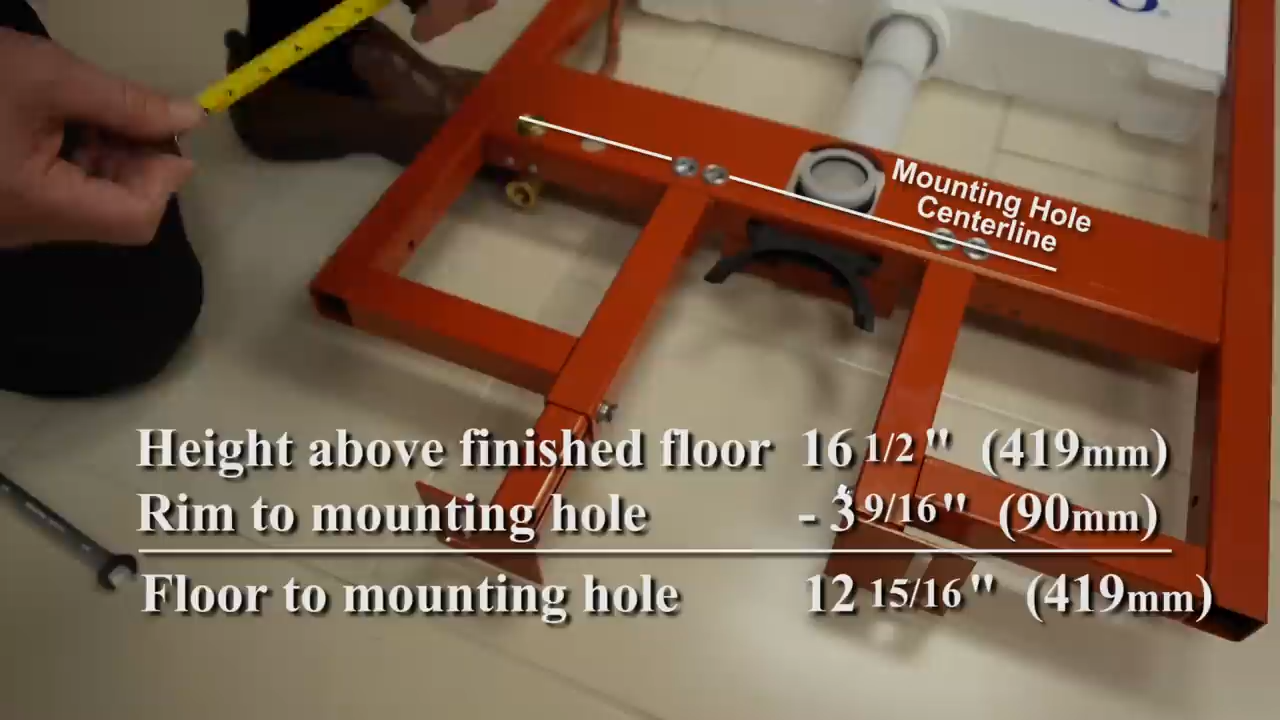 Mounting Hole
Centerline
Height above finished floor 16 1/2" (419mm)
Rim to mounting hole - 3 9/16" (90mm)
Floor to mounting hole 12 15/16" (419mm)